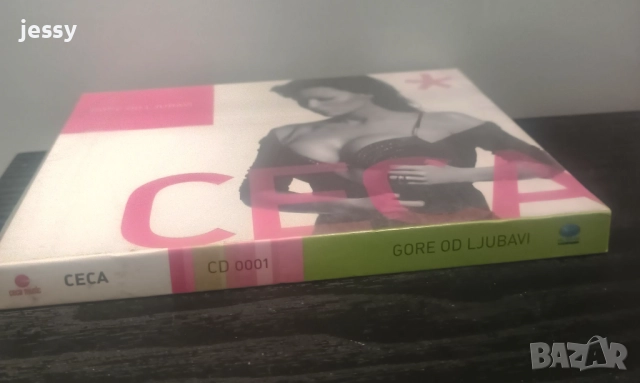 jessy
CECA
CECA
CD 0001
GORE OD LJUBAVI
BAZAR